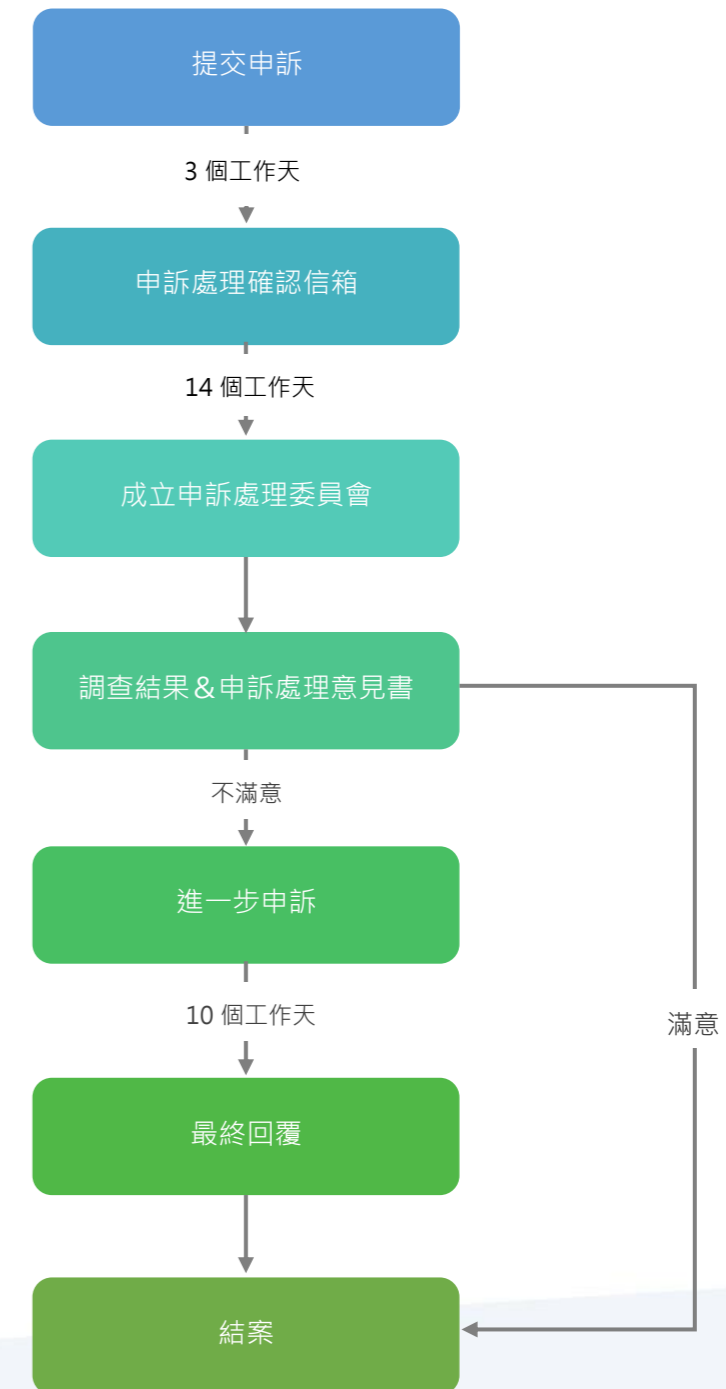 提交申訴
3 個工作天
申訴處理確認信箱
14 個工作天
成立申訴處理委員會
調查結果＆申訴處理意見書
不滿意
進一步申訴
10 個工作天
滿意
最終回覆
結案